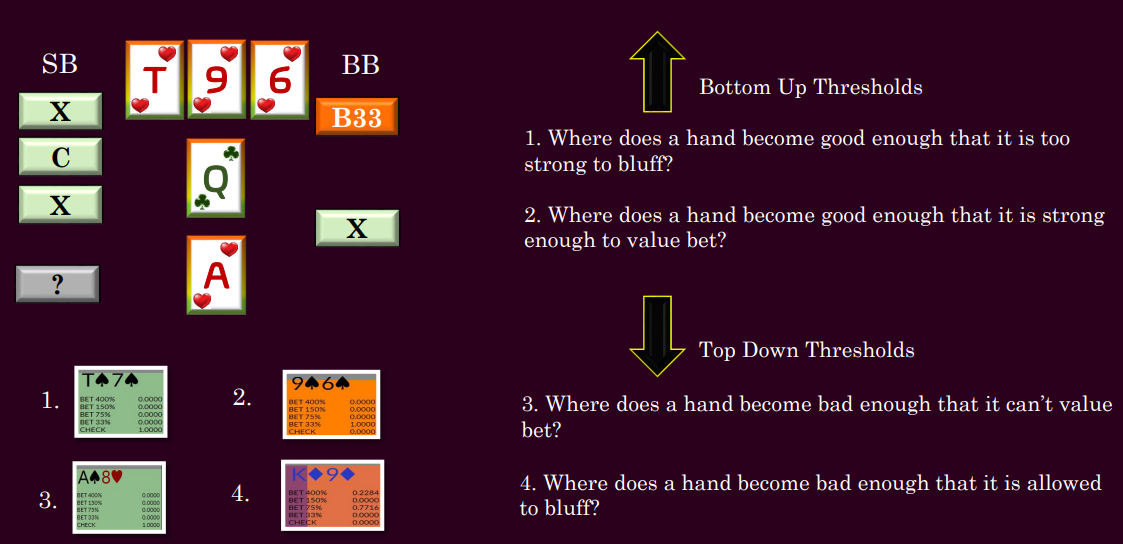 SB
BB
T 9 6
X
B33
C
Q
X
X
A
?
Bottom Up Thresholds
1. Where does a hand become good enough that it is too
strong to bluff?
2. Where does a hand become good enough that it is strong
enough to value bet?
Top Down Thresholds
3. Where does a hand become bad enough that it can’t value
bet?
4. Where does a hand become bad enough that it is allowed
to bluff?
1.
T♠7♠
BET 400% 0.0000
BET 150% 0.0000
BET 75% 0.0000
BET 33% 0.0000
CHECK 1.0000
2.
9♠6♠
BET 400% 0.0000
BET 150% 0.0000
BET 75% 0.0000
BET 33% 1.0000
CHECK 0.0000
3.
A♠8♥
BET 400% 0.0000
BET 150% 0.0000
BET 75% 0.0000
BET 33% 0.0000
CHECK 1.0000
4.
K♦9♦
BET 400% 0.2284
BET 150% 0.0000
BET 75% 0.7716
BET 33% 0.0000
CHECK 0.0000